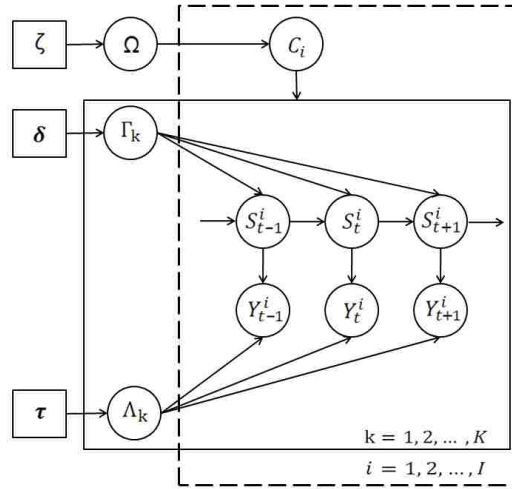 ζ Ω C_i
δ Γ_k
S^i_{t-1} S^i_t S^i_{t+1}
Y^i_{t-1} Y^i_t Y^i_{t+1}
τ Λ_k
k = 1, 2, … , K
i = 1, 2, … , I